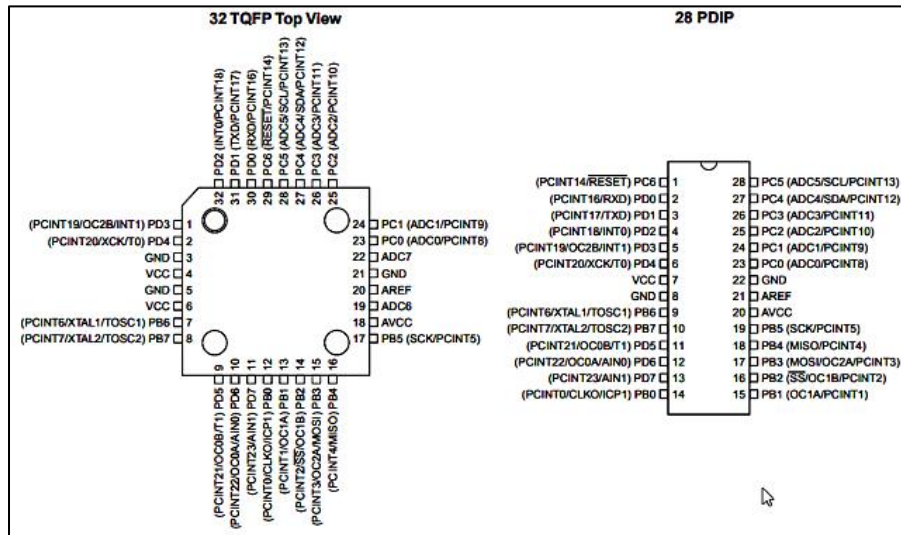 32 TQFP Top View
28 PDIP
PD2 (INT0/PCINT18)
PD1 (TXD/PCINT17)
PD0 (RXD/PCINT16)
PC6 (RESET/PCINT14)
PC5 (ADC5/SCL/PCINT13)
PC4 (ADC4/SDA/PCINT12)
PC3 (ADC3/PCINT11)
PC2 (ADC2/PCINT10)
32 31 30 29 28 27 26 25
(PCINT19/OC2B/INT1) PD3 1
(PCINT20/XCK/T0) PD4 2
GND 3
VCC 4
GND 5
VCC 6
(PCINT6/XTAL1/TOSC1) PB6 7
(PCINT7/XTAL2/TOSC2) PB7 8
24 PC1 (ADC1/PCINT9)
23 PC0 (ADC0/PCINT8)
22 ADC7
21 GND
20 AREF
19 ADC6
18 AVCC
17 PB5 (SCK/PCINT5)
9 10 11 12 13 14 15 16
(PCINT21/OC0B/T1) PD5
(PCINT22/OC0A/AIN0) PD6
(PCINT23/AIN1) PD7
(PCINT0/CLKO/ICP1) PB0
(PCINT1/OC1A) PB1
(PCINT2/SS/OC1B) PB2
(PCINT3/OC2A/MOSI) PB3
(PCINT4/MISO) PB4
(PCINT14/RESET) PC6 1
(PCINT16/RXD) PD0 2
(PCINT17/TXD) PD1 3
(PCINT18/INT0) PD2 4
(PCINT19/OC2B/INT1) PD3 5
(PCINT20/XCK/T0) PD4 6
VCC 7
GND 8
(PCINT6/XTAL1/TOSC1) PB6 9
(PCINT7/XTAL2/TOSC2) PB7 10
(PCINT21/OC0B/T1) PD5 11
(PCINT22/OC0A/AIN0) PD6 12
(PCINT23/AIN1) PD7 13
(PCINT0/CLKO/ICP1) PB0 14
28 PC5 (ADC5/SCL/PCINT13)
27 PC4 (ADC4/SDA/PCINT12)
26 PC3 (ADC3/PCINT11)
25 PC2 (ADC2/PCINT10)
24 PC1 (ADC1/PCINT9)
23 PC0 (ADC0/PCINT8)
22 GND
21 AREF
20 AVCC
19 PB5 (SCK/PCINT5)
18 PB4 (MISO/PCINT4)
17 PB3 (MOSI/OC2A/PCINT3)
16 PB2 (SS/OC1B/PCINT2)
15 PB1 (OC1A/PCINT1)